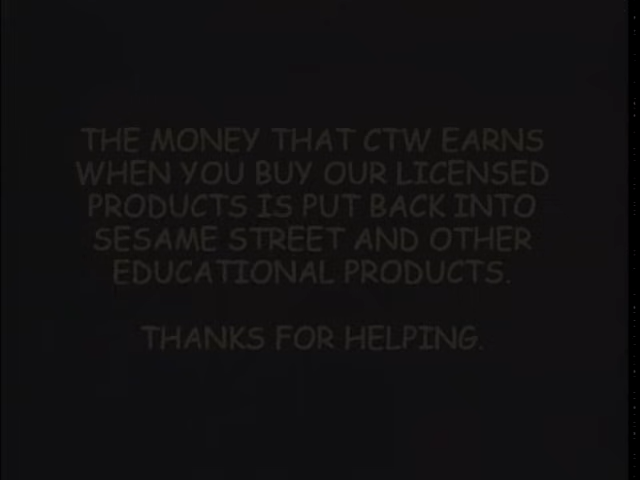 THE MONEY THAT CTW EARNS
WHEN YOU BUY OUR LICENSED
PRODUCTS IS PUT BACK INTO
SESAME STREET AND OTHER
EDUCATIONAL PRODUCTS.
THANKS FOR HELPING.